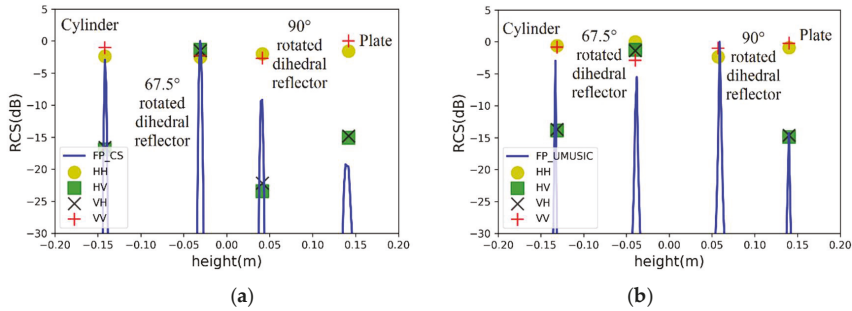 Cylinder
67.5°
rotated
dihedral
reflector
90°
rotated
dihedral
reflector
Plate
RCS(dB)
0
−5
−10
−15
−20
−25
−30
FP_CS
HH
HV
VH
VV
−0.20 −0.15 −0.10 −0.05 0.00 0.05 0.10 0.15 0.20
height(m)
(a)
Cylinder
67.5°
rotated
dihedral
reflector
90°
rotated
dihedral
reflector
Plate
RCS(dB)
5
0
−5
−10
−15
−20
−25
−30
FP_UMUSIC
HH
HV
VH
VV
−0.20 −0.15 −0.10 −0.05 0.00 0.05 0.10 0.15 0.20
height(m)
(b)